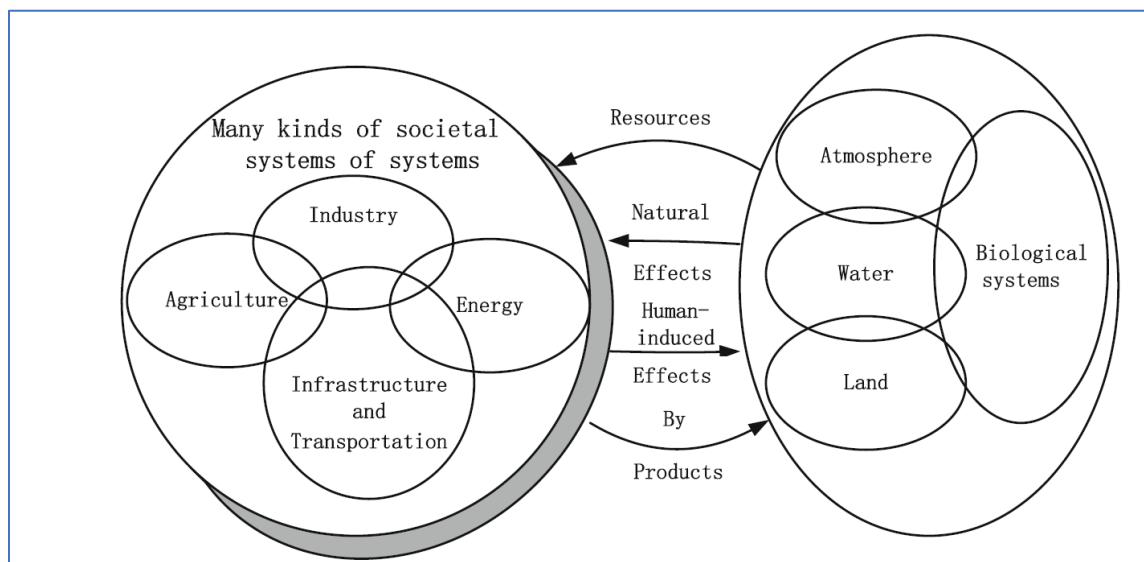 Many kinds of societal
systems of systems
Industry
Agriculture
Energy
Infrastructure
and
Transportation
Resources
Natural
Effects
Human-
induced
Effects
By
Products
Atmosphere
Water
Land
Biological
systems